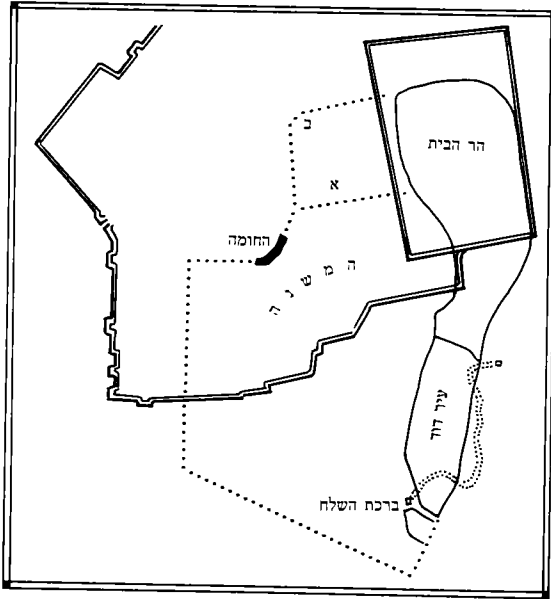 ב
הר הבית
א
החומה
המשנה
עיר דוד
ברכת השלח